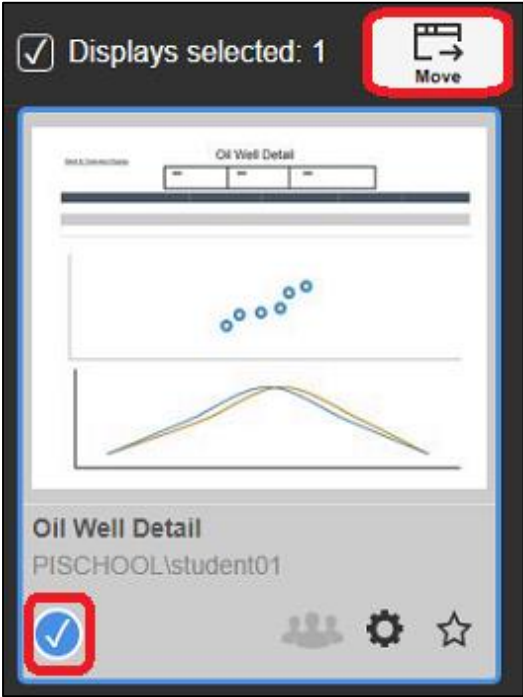 Displays selected: 1
Move
Oil Well Detail
Oil Well Detail
PISCHOOL\student01